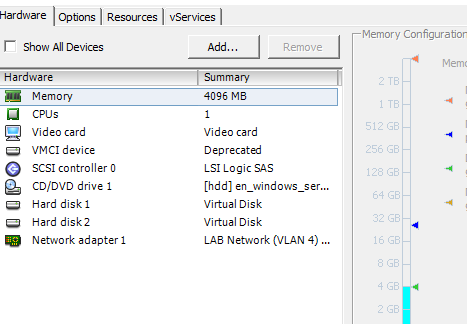 Hardware Options Resources vServices
Show All Devices Add... Remove
Hardware Summary
Memory 4096 MB
CPUs 1
Video card Video card
VMCI device Deprecated
SCSI controller 0 LSI Logic SAS
CD/DVD drive 1 [hdd] en_windows_ser...
Hard disk 1 Virtual Disk
Hard disk 2 Virtual Disk
Network adapter 1 LAB Network (VLAN 4) ...
Memory Configuration
Memo
2 TB
1 TB
512 GB
256 GB
128 GB
64 GB
32 GB
16 GB
8 GB
4 GB
2 GB